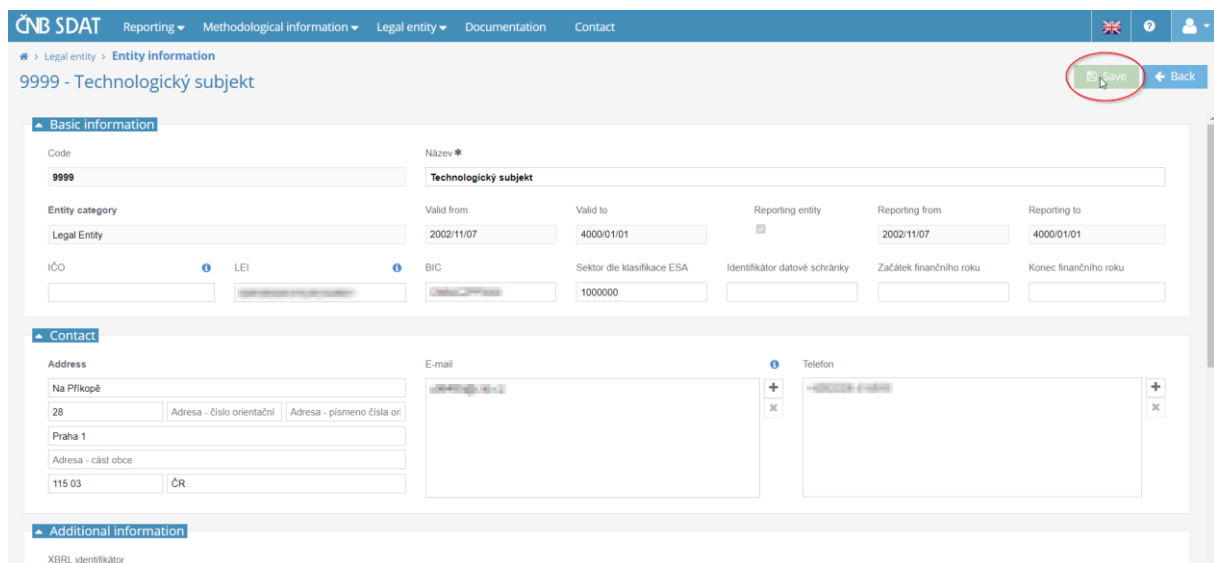 ČNB SDAT Reporting Methodological information Legal entity Documentation Contact
> Legal entity > Entity information
9999 - Technologický subjekt
Save Back
Basic information
Code Název
9999 Technologický subjekt
Entity category Valid from Valid to Reporting entity Reporting from Reporting to
Legal Entity 2002/11/07 4000/01/01 2002/11/07 4000/01/01
IČO LEI BIC Sektor dle klasifikace ESA Identifikátor datové schránky Začátek finančního roku Konec finančního roku
1000000
Contact
Address E-mail Telefon
Na Příkopě
28 Adresa - číslo orientační Adresa - písmeno čísla ori
Praha 1
Adresa - cást obce
115 03 ČR
Additional information
XBRL identifikátor